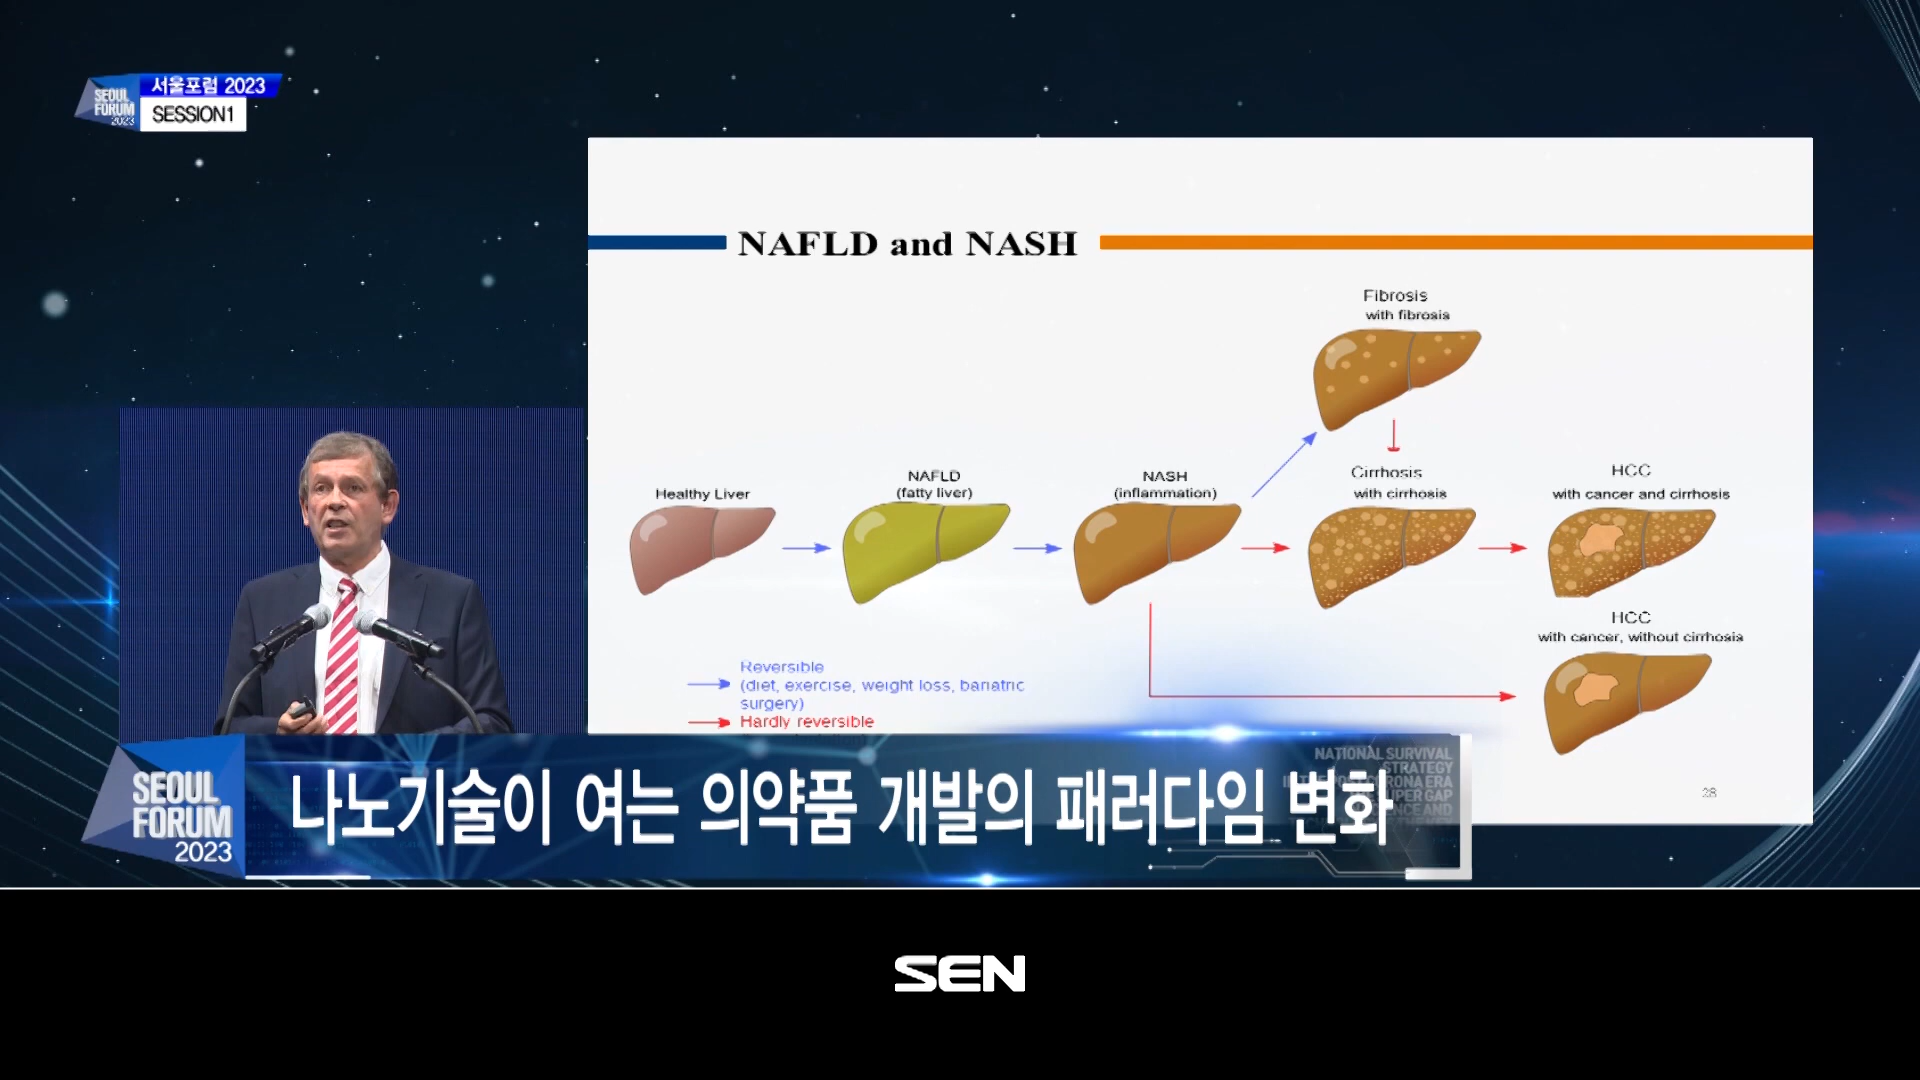 서울포럼 2023
SEOUL
FORUM
2023
SESSION1
NAFLD and NASH
Fibrosis
with fibrosis
Healthy Liver
NAFLD
(fatty liver)
NASH
(inflammation)
Cirrhosis
with cirrhosis
HCC
with cancer and cirrhosis
HCC
with cancer, without cirrhosis
Reversible
(diet, exercise, weight loss, bariatric
surgery)
Hardly reversible
28
SEOUL
FORUM
2023
나노기술이 여는 의약품 개발의 패러다임 변화
NATIONAL SURVIVAL
STRATEGY
SEN